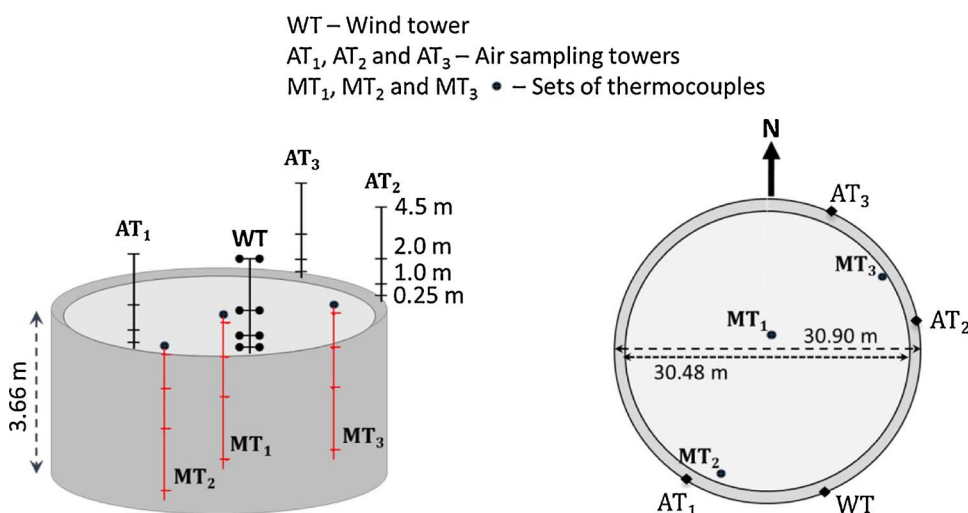 WT – Wind tower
AT₁, AT₂ and AT₃ – Air sampling towers
MT₁, MT₂ and MT₃ • – Sets of thermocouples
AT₃
AT₂
4.5 m
AT₁
WT
2.0 m
1.0 m
0.25 m
3.66 m
MT₁
MT₃
MT₂
N
AT₃
MT₃
AT₂
MT₁
30.90 m
30.48 m
MT₂
AT₁
WT